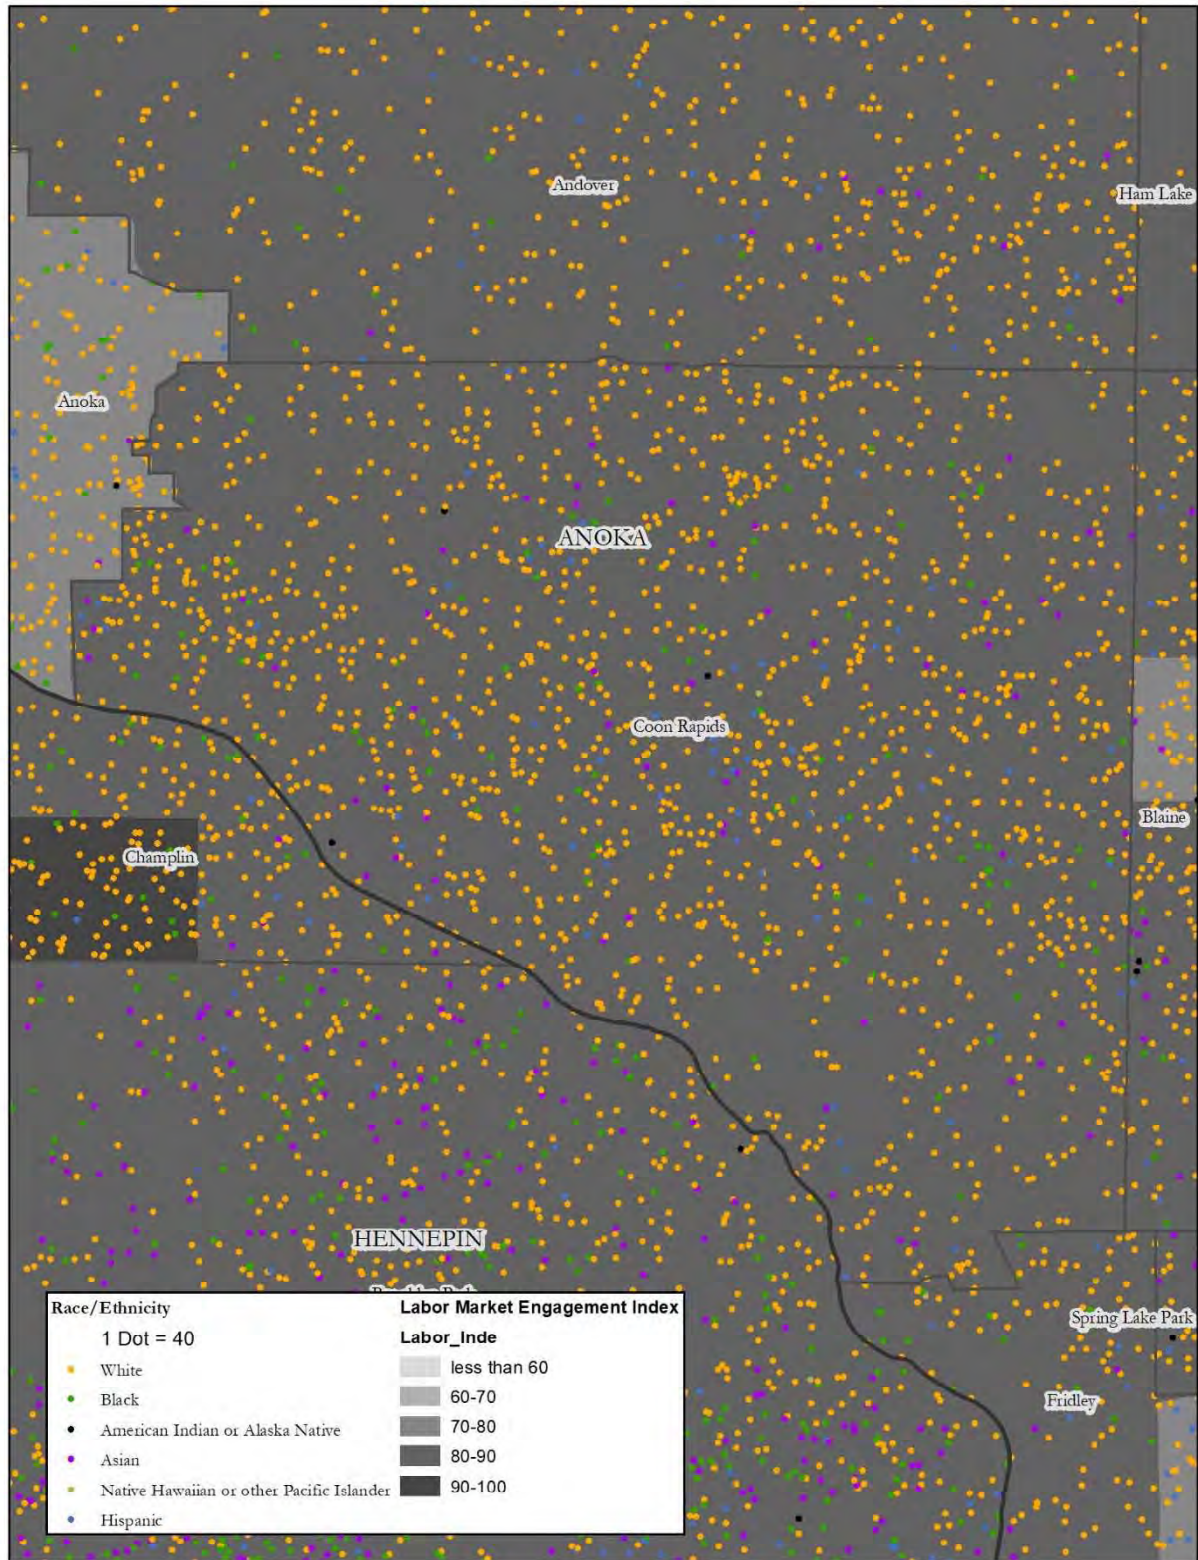 Andover
Ham Lake
Anoka
ANOKA
Coon Rapids
Blaine
Champlin
HENNEPIN
Spring Lake Park
Fridley
Race/Ethnicity
1 Dot = 40
White
Black
American Indian or Alaska Native
Asian
Native Hawaiian or other Pacific Islander
Hispanic
Labor Market Engagement Index
Labor_Inde
less than 60
60-70
70-80
80-90
90-100